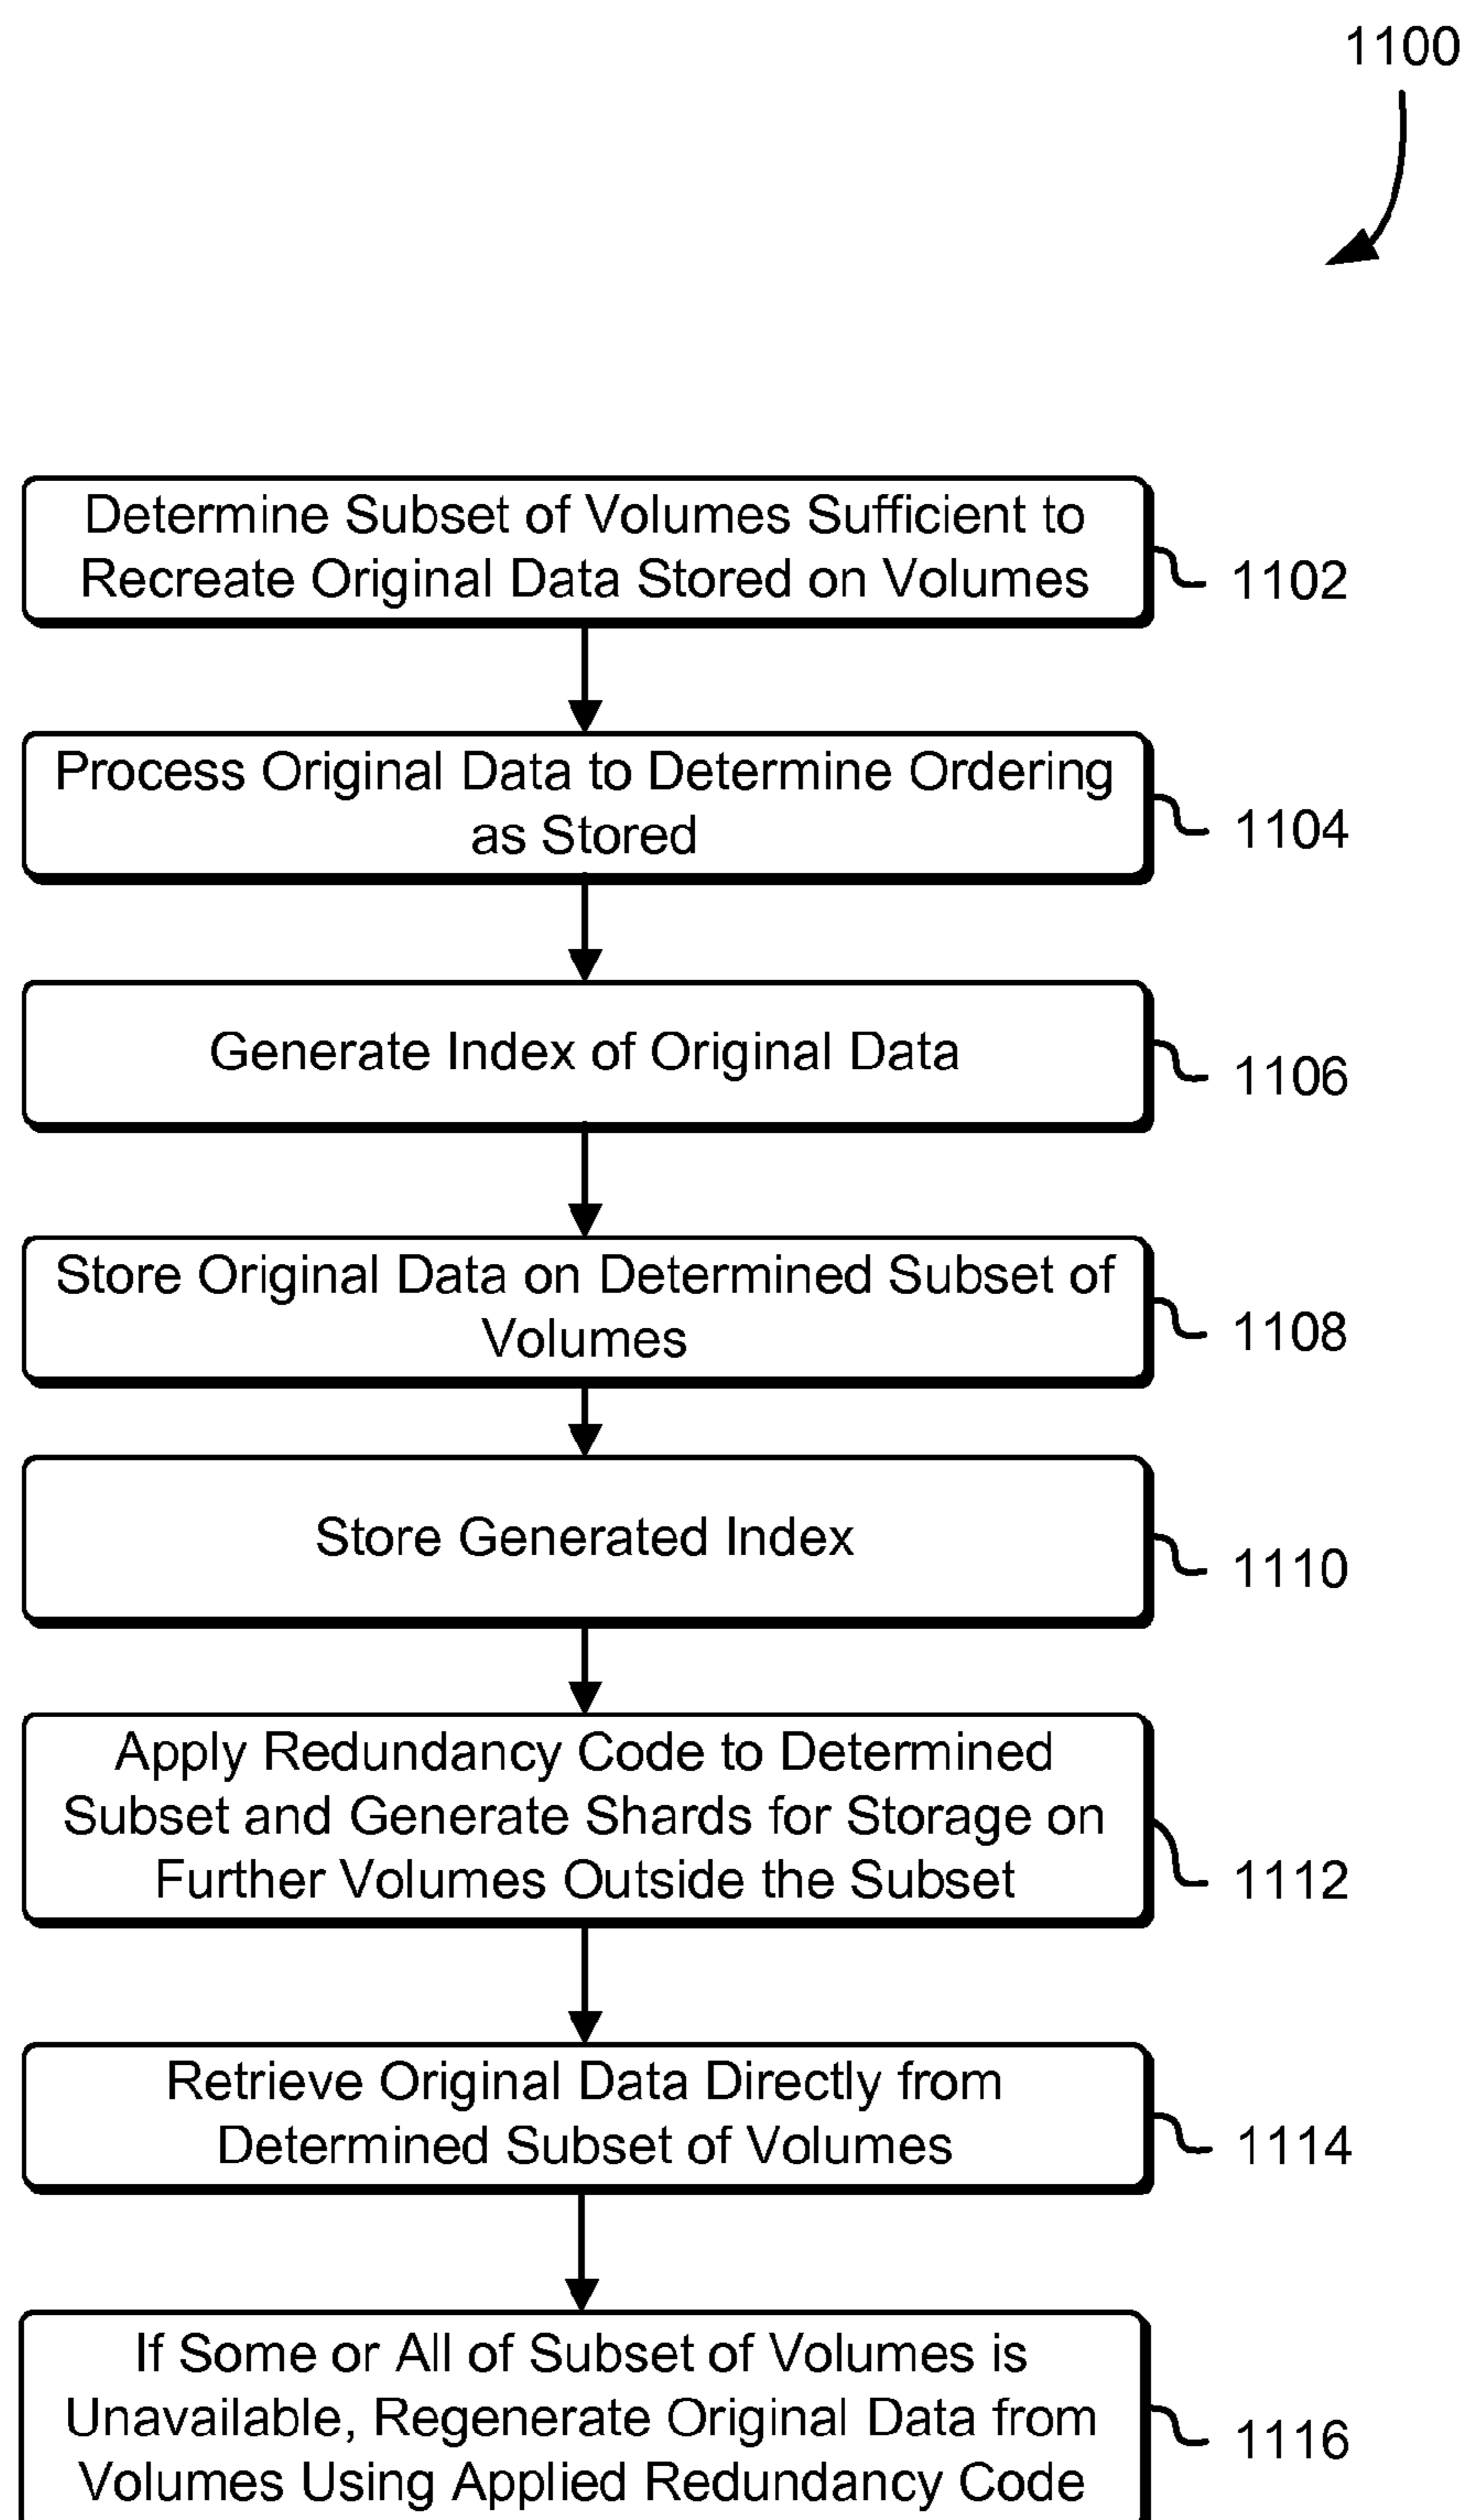 1100
Determine Subset of Volumes Sufficient to
Recreate Original Data Stored on Volumes
1102
Process Original Data to Determine Ordering
as Stored
1104
Generate Index of Original Data
1106
Store Original Data on Determined Subset of
Volumes
1108
Store Generated Index
1110
Apply Redundancy Code to Determined
Subset and Generate Shards for Storage on
Further Volumes Outside the Subset
1112
Retrieve Original Data Directly from
Determined Subset of Volumes
1114
If Some or All of Subset of Volumes is
Unavailable, Regenerate Original Data from
Volumes Using Applied Redundancy Code
1116